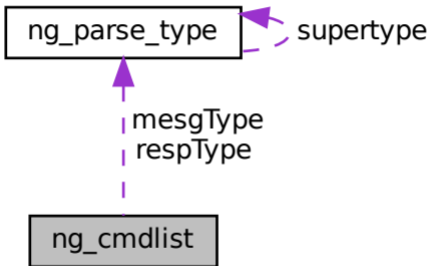 ng_parse_type
supertype
mesgType
respType
ng_cmdlist